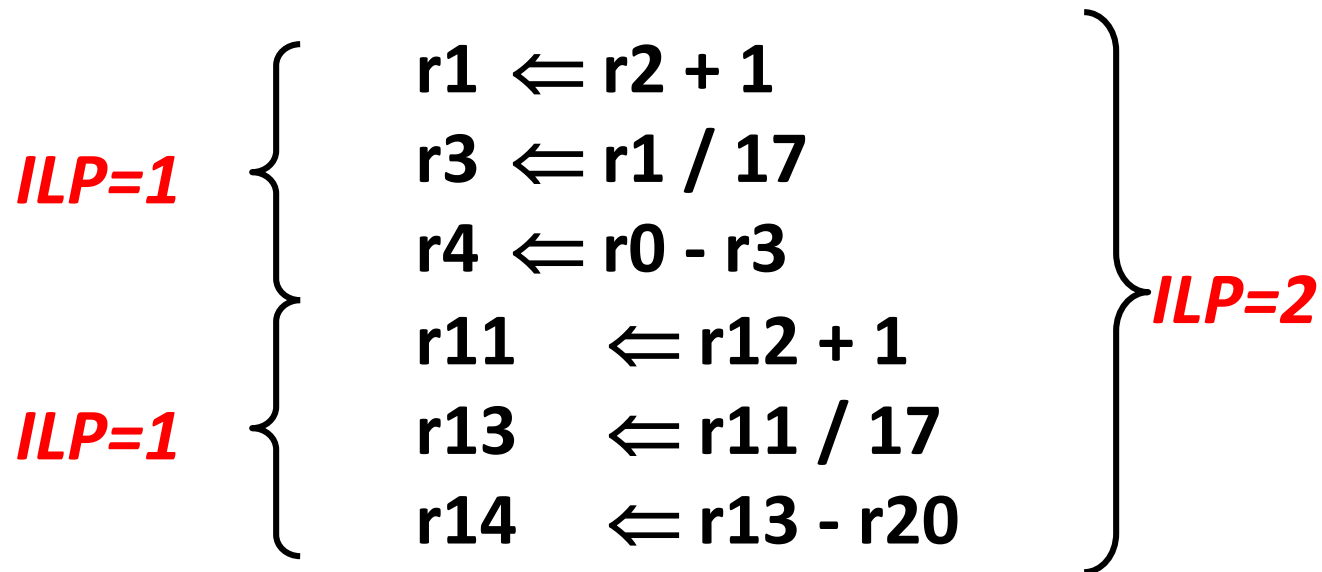 r1 ⇐ r2 + 1
r3 ⇐ r1 / 17
ILP=1
r4 ⇐ r0 - r3
ILP=2
r11 ⇐ r12 + 1
r13 ⇐ r11 / 17
ILP=1
r14 ⇐ r13 - r20